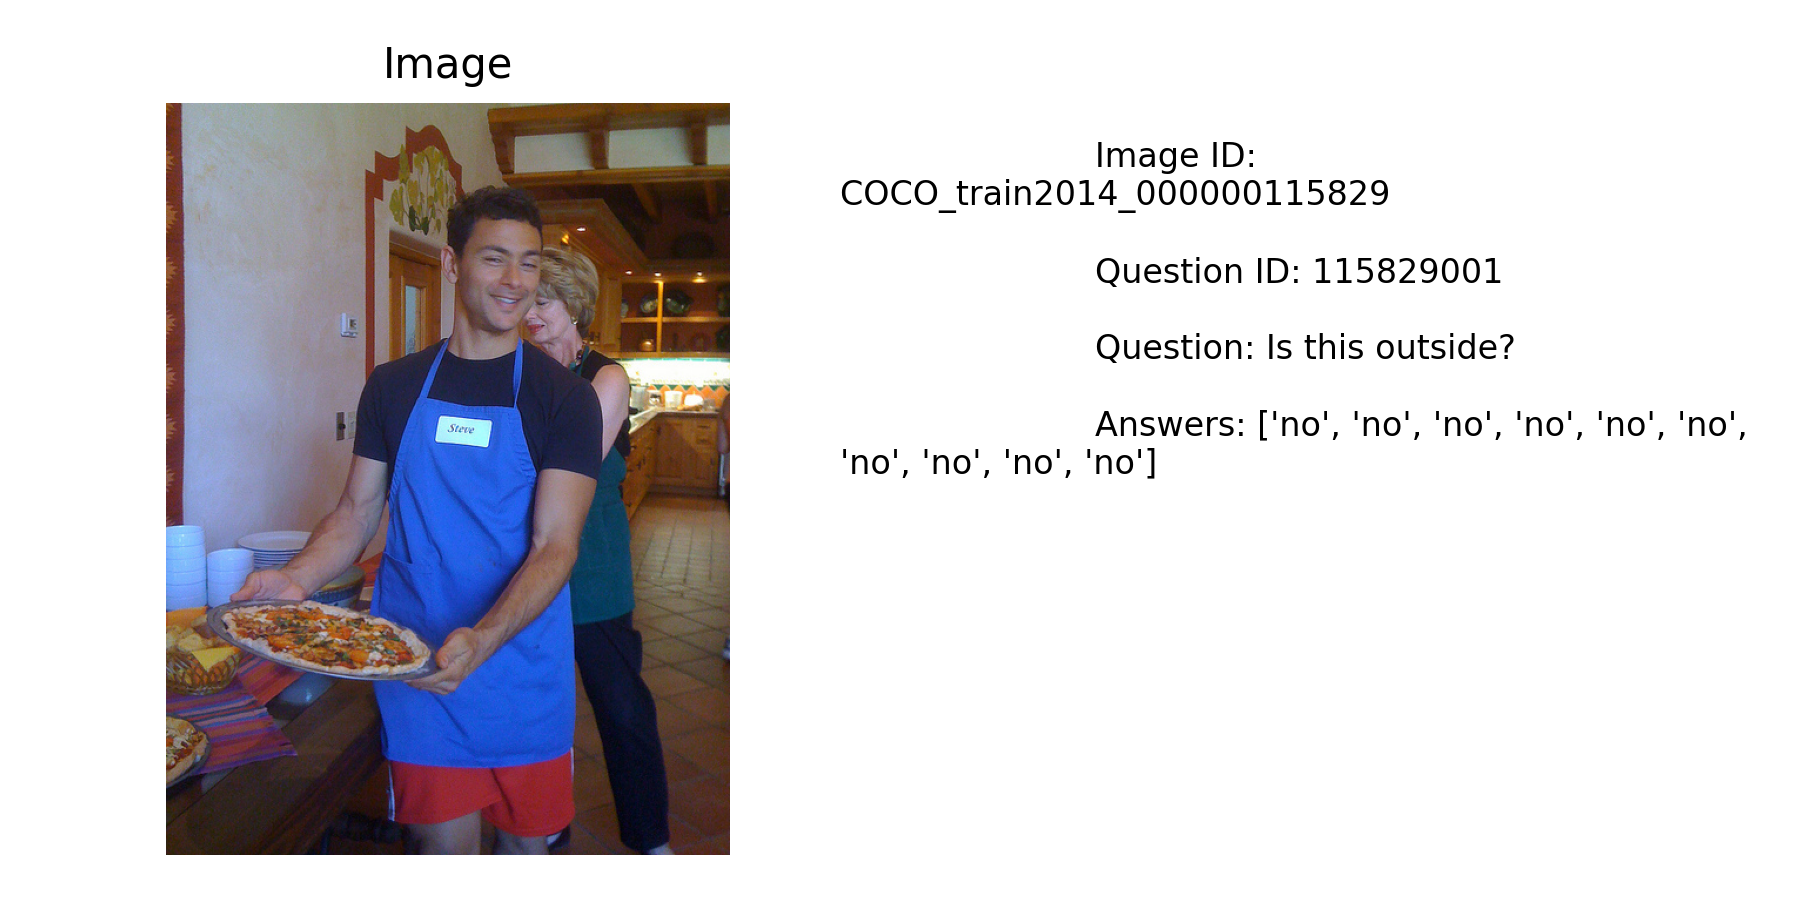 Image
Steve
Image ID:
COCO_train2014_000000115829
Question ID: 115829001
Question: Is this outside?
Answers: ['no', 'no', 'no', 'no', 'no', 'no',
'no', 'no', 'no', 'no']